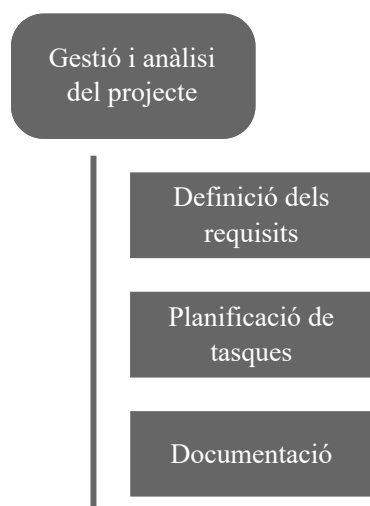 Gestió i anàlisi
del projecte
Definició dels
requisits
Planificació de
tasques
Documentació